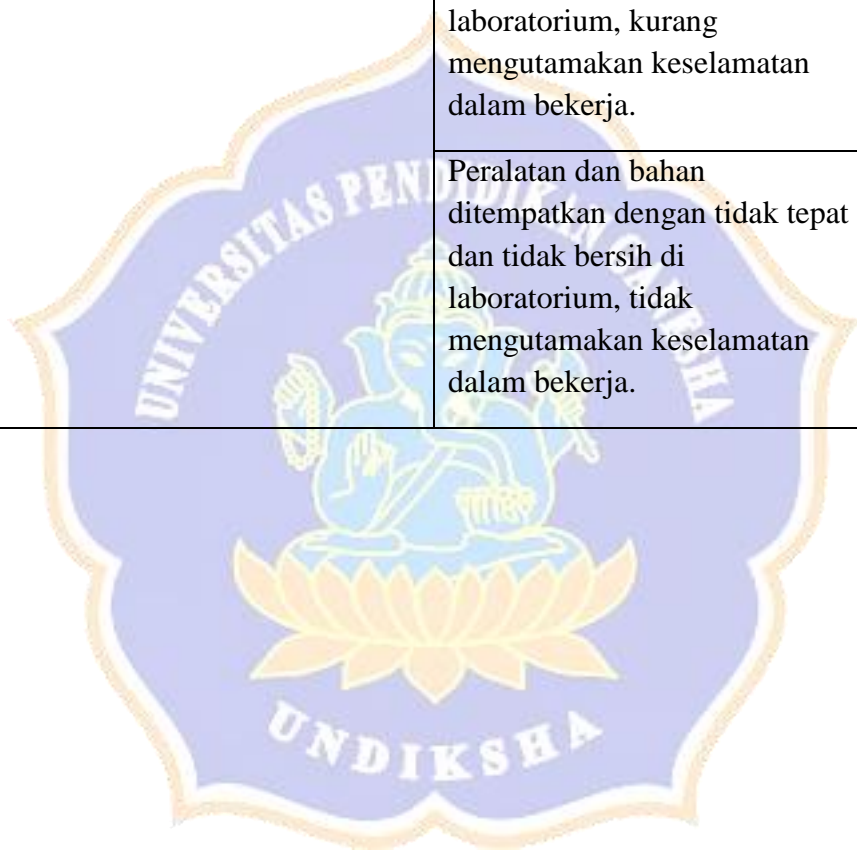 laboratorium, kurang
mengutamakan keselamatan
dalam bekerja.
Peralatan dan bahan
ditempatkan dengan tidak tepat
dan tidak bersih di
laboratorium, tidak
mengutamakan keselamatan
dalam bekerja.
UNIVERSITAS PENDIDIKAN GANESHA
UNDIKSHA